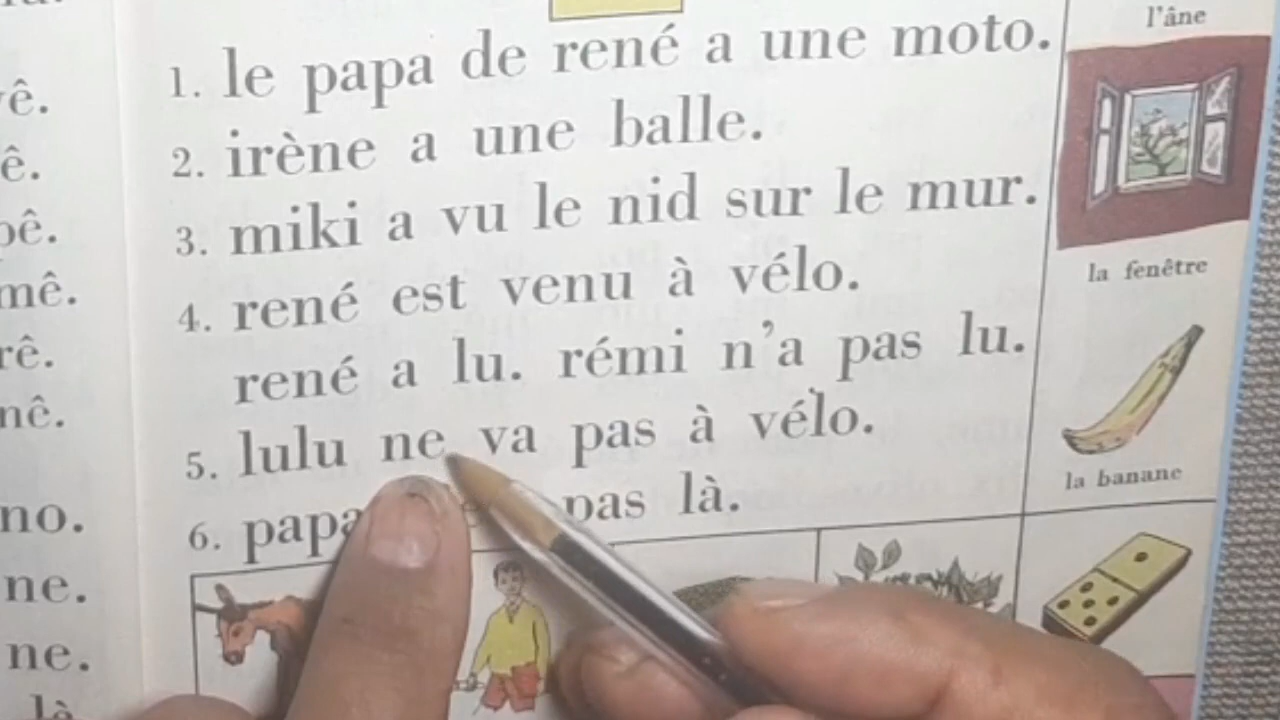 ê.
ê.
pê.
mê.
rê.
nê.
no.
ne.
ne.
là
1. le papa de rené a une moto.
2. irène a une balle.
3. miki a vu le nid sur le mur.
4. rené est venu à vélo.
rené a lu. rémi n'a pas lu.
5. lulu ne va pas à vélo.
6. papa pas là.
l'âne
la fenêtre
la banane